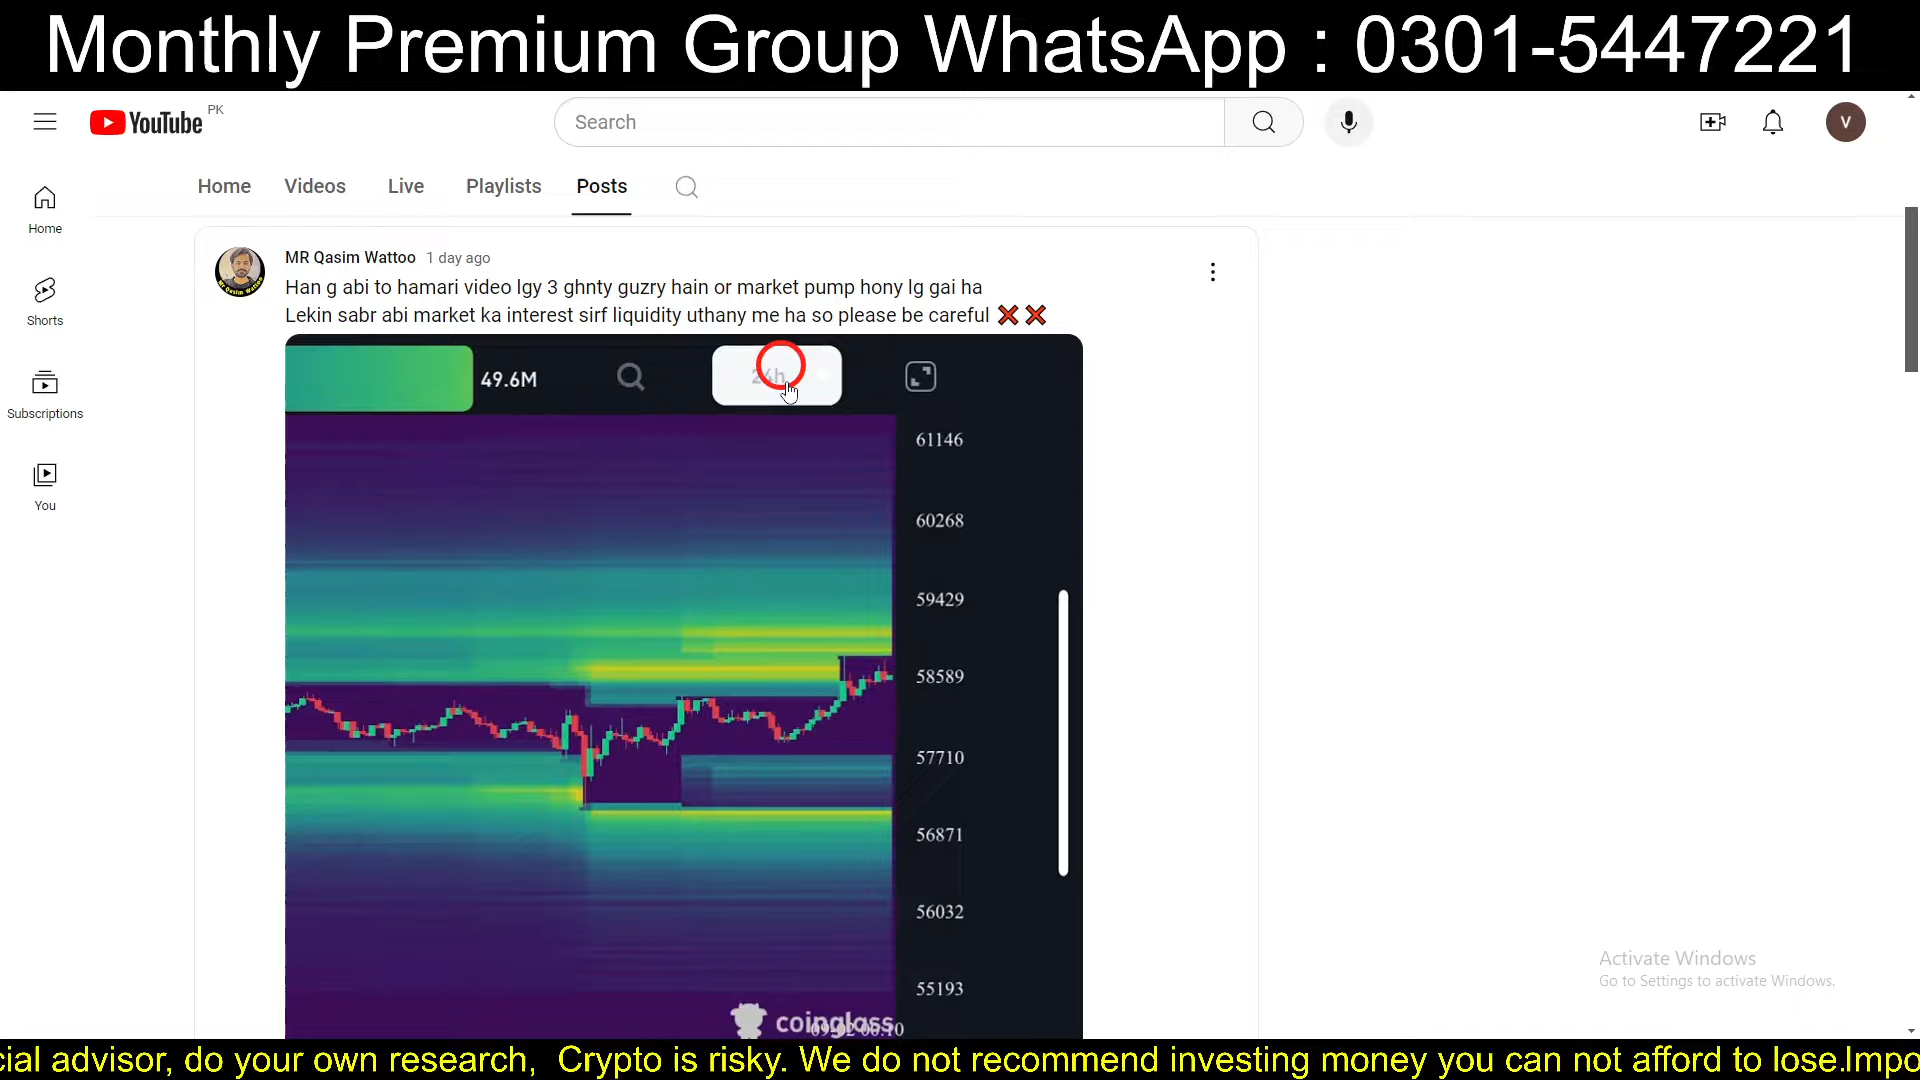 Monthly Premium Group WhatsApp : 0301-5447221
YouTube PK
Search
V
Home Videos Live Playlists Posts
Home
Shorts
Subscriptions
You
MR Qasim Wattoo 1 day ago
Han g abi to hamari video lgy 3 ghnty guzry hain or market pump hony lg gai ha
Lekin sabr abi market ka interest sirf liquidity uthany me ha so please be careful ❌ ❌
49.6M
24h
61146
60268
59429
58589
57710
56871
56032
55193
coinglass
Activate Windows
Go to Settings to activate Windows.
cial advisor, do your own research, Crypto is risky. We do not recommend investing money you can not afford to lose.Impo